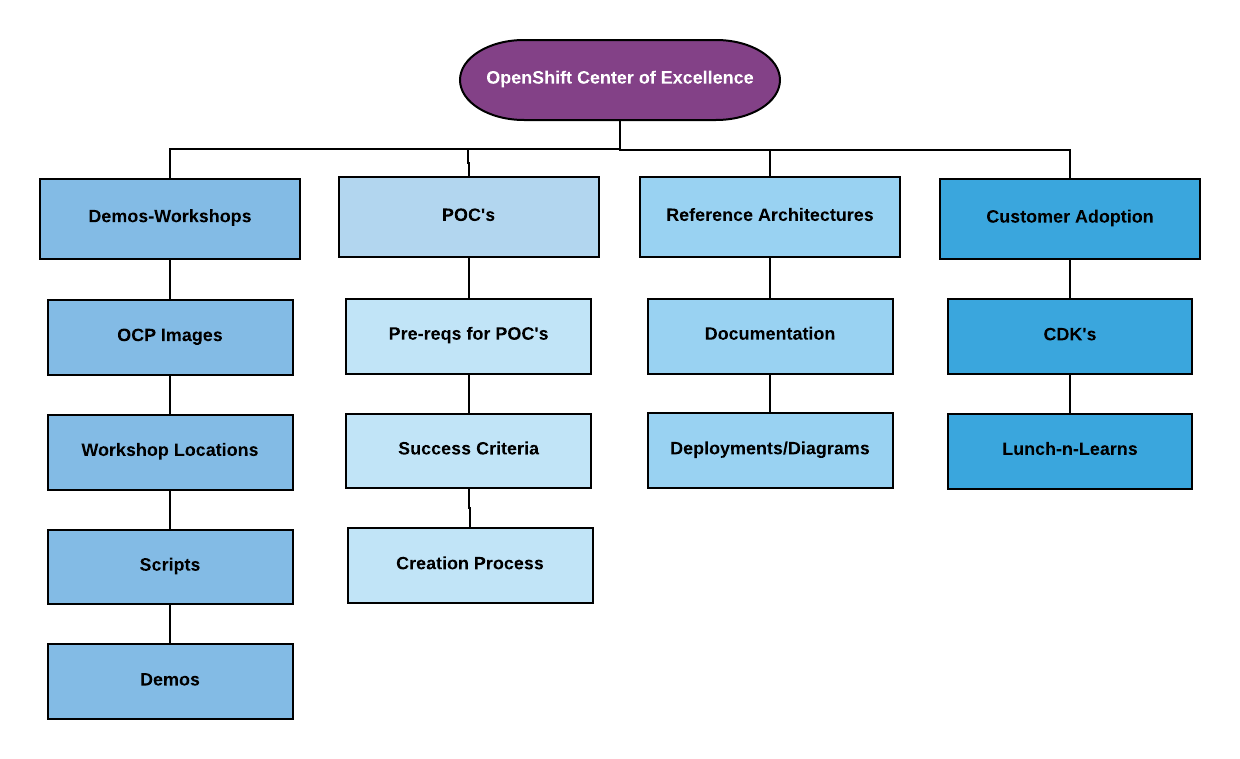 OpenShift Center of Excellence
Demos-Workshops
OCP Images
Workshop Locations
Scripts
Demos
POC's
Pre-reqs for POC's
Success Criteria
Creation Process
Reference Architectures
Documentation
Deployments/Diagrams
Customer Adoption
CDK's
Lunch-n-Learns